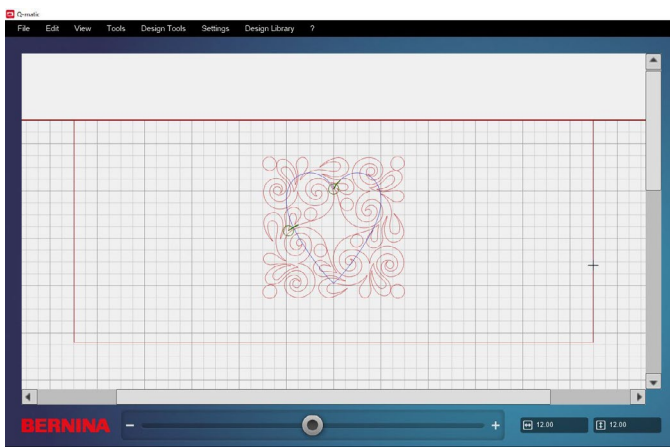 Q-matic
File Edit View Tools Design Tools Settings Design Library ?
BERNINA - + 12.00 12.00